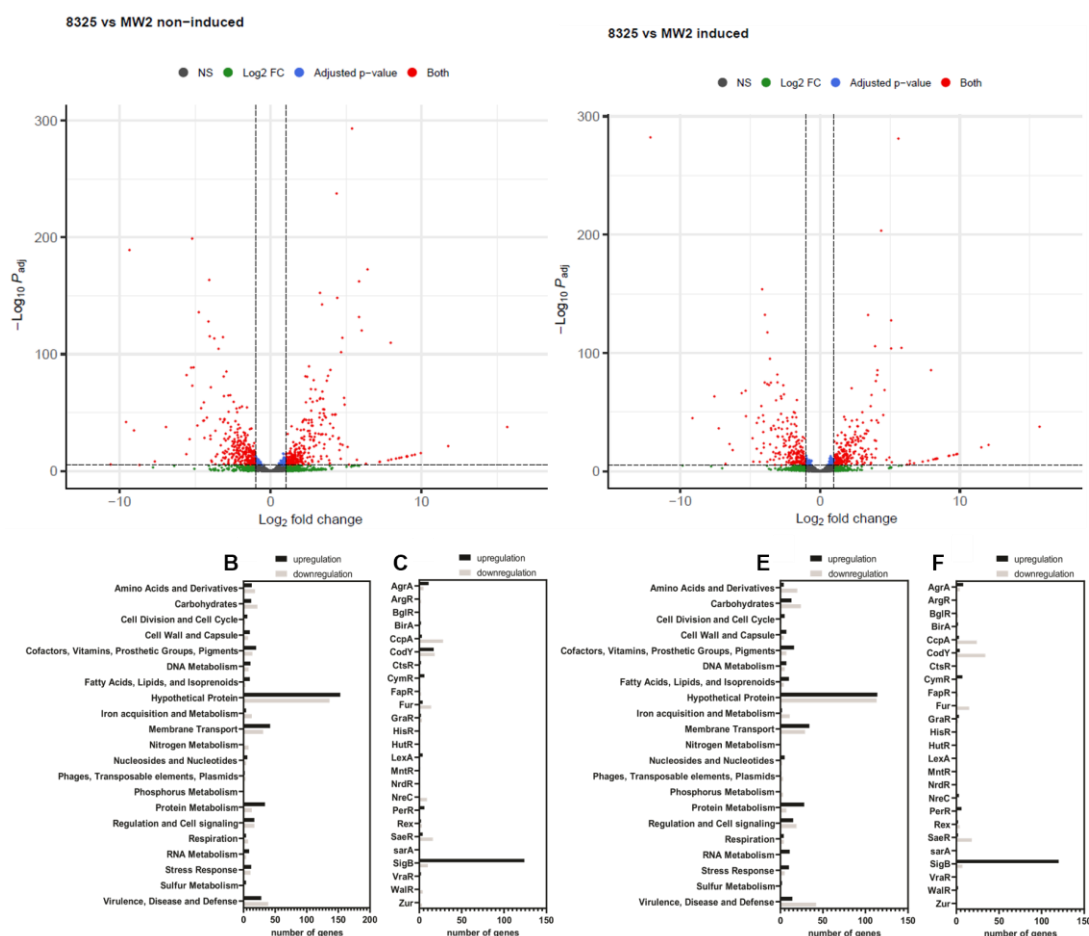 8325 vs MW2 non-induced
NS Log2 FC Adjusted p-value Both
300
200
100
0
−Log10 Padj
−10 0 10
Log2 fold change
8325 vs MW2 induced
NS Log2 FC Adjusted p-value Both
300
200
100
0
−Log10 Padj
−10 0 10
Log2 fold change
B
upregulation
downregulation
Amino Acids and Derivatives
Carbohydrates
Cell Division and Cell Cycle
Cell Wall and Capsule
Cofactors, Vitamins, Prosthetic Groups, Pigments
DNA Metabolism
Fatty Acids, Lipids, and Isoprenoids
Hypothetical Protein
Iron acquisition and Metabolism
Membrane Transport
Nitrogen Metabolism
Nucleosides and Nucleotides
Phages, Transposable elements, Plasmids
Phosphorus Metabolism
Protein Metabolism
Regulation and Cell signaling
Respiration
RNA Metabolism
Stress Response
Sulfur Metabolism
Virulence, Disease and Defense
0 50 100 150 200
number of genes
C
upregulation
downregulation
AgrA
ArgR
BglR
BirA
CcpA
CodY
CtsR
CymR
FapR
Fur
GraR
HisR
HutR
LexA
MntR
NrdR
NreC
PerR
Rex
SaeR
sarA
SigB
VraR
WalR
Zur
0 50 100 150
number of genes
E
upregulation
downregulation
Amino Acids and Derivatives
Carbohydrates
Cell Division and Cell Cycle
Cell Wall and Capsule
Cofactors, Vitamins, Prosthetic Groups, Pigments
DNA Metabolism
Fatty Acids, Lipids, and Isoprenoids
Hypothetical Protein
Iron acquisition and Metabolism
Membrane Transport
Nitrogen Metabolism
Nucleosides and Nucleotides
Phages, Transposable elements, Plasmids
Phosphorus Metabolism
Protein Metabolism
Regulation and Cell signaling
Respiration
RNA Metabolism
Stress Response
Sulfur Metabolism
Virulence, Disease and Defense
0 50 100 150
number of genes
F
upregulation
downregulation
AgrA
ArgR
BglR
BirA
CcpA
CodY
CtsR
CymR
FapR
Fur
GraR
HisR
HutR
LexA
MntR
NrdR
NreC
PerR
Rex
SaeR
sarA
SigB
VraR
WalR
Zur
0 50 100 150
number of genes